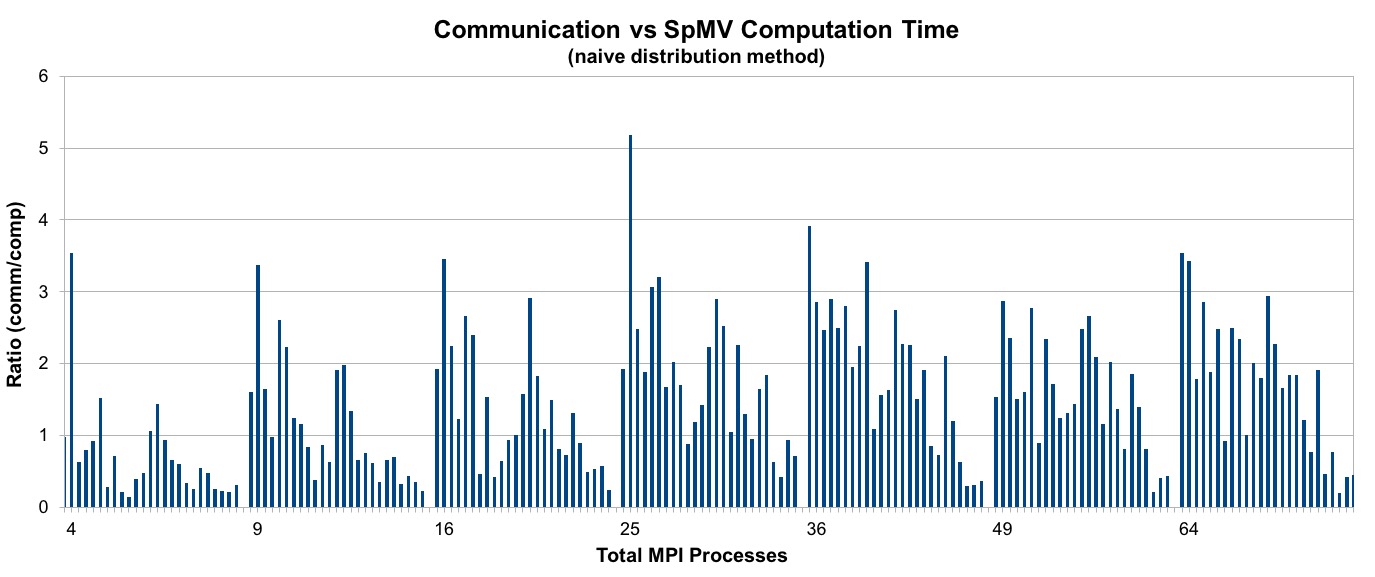 Communication vs SpMV Computation Time
(naive distribution method)
Ratio (comm/comp)
6
5
4
3
2
1
0
4 9 16 25 36 49 64
Total MPI Processes